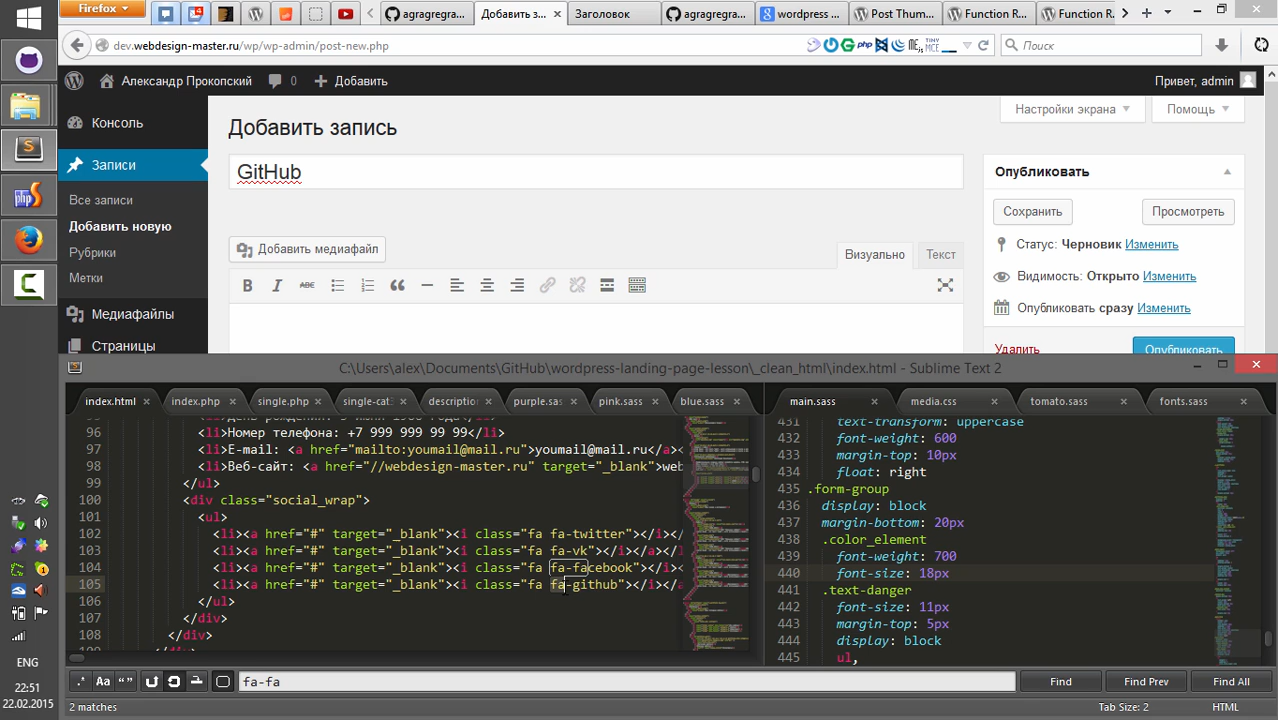 Firefox
agragregra...
Добавить з...
Заголовок
agragregra...
wordpress ...
Post Thum...
Function R...
Function R...
dev.webdesign-master.ru/wp/wp-admin/post-new.php
Поиск
Александр Прокопский
0
Добавить
Привет, admin
Консоль
Записи
Все записи
Добавить новую
Рубрики
Метки
Медиафайлы
Страницы
Настройки экрана
Помощь
Добавить запись
GitHub
Добавить медиафайл
Визуально
Текст
Опубликовать
Сохранить
Просмотреть
Статус: Черновик Изменить
Видимость: Открыто Изменить
Опубликовать сразу Изменить
Удалить
Опубликовать
C:\Users\alex\Documents\GitHub\wordpress-landing-page-lesson\_clean_html\index.html - Sublime Text 2
index.html
index.php
single.php
single-cat
descriptio
purple.sas
pink.sass
blue.sass
main.sass
media.css
tomato.sass
fonts.sass
96 <li>Номер телефона: +7 999 999 99 99</li>
97 <li>E-mail: <a href="mailto:youmail@mail.ru">youmail@mail.ru</a>
98 <li>Веб-сайт: <a href="//webdesign-master.ru" target="_blank">web
99 </ul>
100 <div class="social_wrap">
101 <ul>
102 <li><a href="#" target="_blank"><i class="fa fa-twitter"></i></
103 <li><a href="#" target="_blank"><i class="fa fa-vk"></i></a></l
104 <li><a href="#" target="_blank"><i class="fa fa-facebook"></i><
105 <li><a href="#" target="_blank"><i class="fa fa-github"></i></a
106 </ul>
107 </div>
108 </div>
431 text-transform: uppercase
432 font-weight: 600
433 margin-top: 10px
434 float: right
435 .form-group
436 display: block
437 margin-bottom: 20px
438 .color_element
439 font-weight: 700
440 font-size: 18px
441 .text-danger
442 font-size: 11px
443 margin-top: 5px
444 display: block
445 ul,
fa-fa
Find
Find Prev
Find All
2 matches
Tab Size: 2
HTML
ENG
22:51
22.02.2015